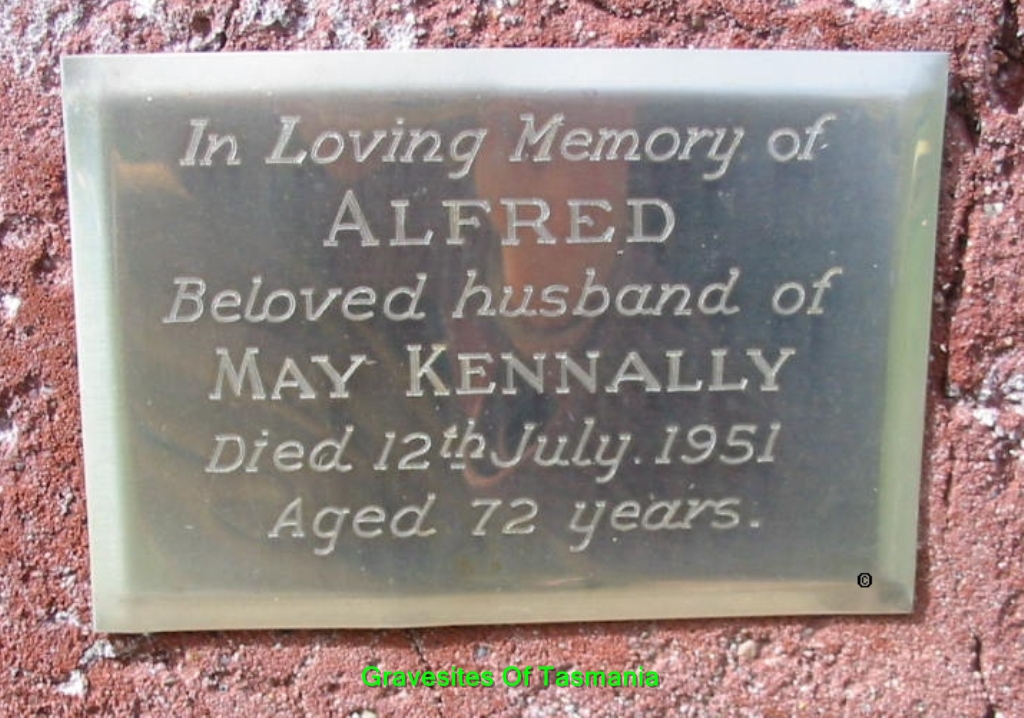 In Loving Memory of
ALFRED
Beloved husband of
MAY KENNALLY
Died 12th July. 1951
Aged 72 years.
©
Gravesites Of Tasmania